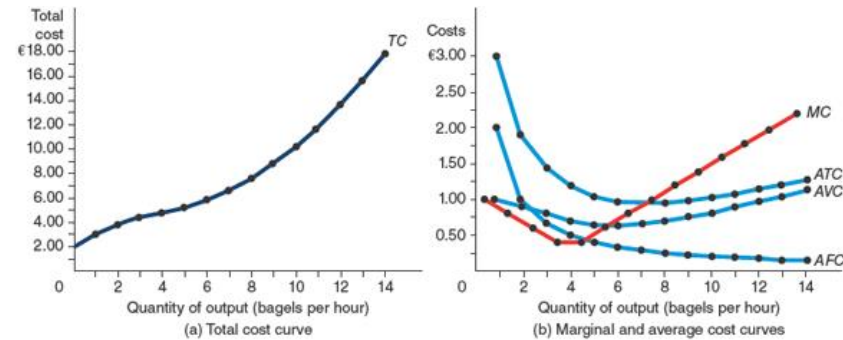 Total
cost
€18.00
16.00
14.00
12.00
10.00
8.00
6.00
4.00
2.00
TC
0 2 4 6 8 10 12 14
Quantity of output (bagels per hour)
(a) Total cost curve
Costs
€3.00
2.50
2.00
1.50
1.00
0.50
MC
ATC
AVC
AFC
0 2 4 6 8 10 12 14
Quantity of output (bagels per hour)
(b) Marginal and average cost curves